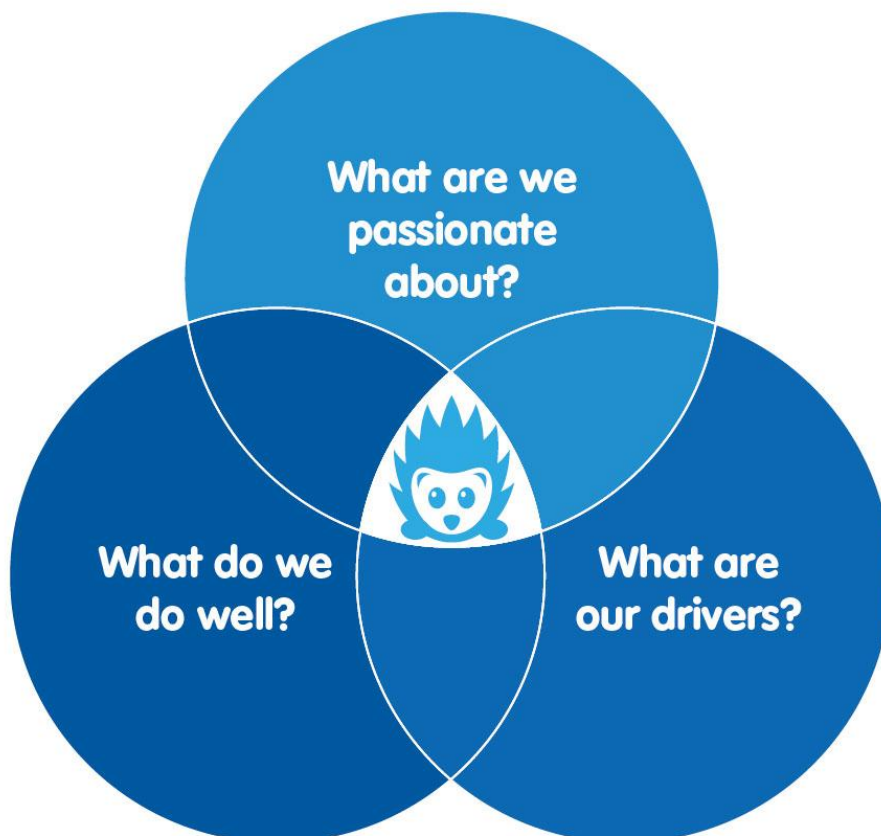 What are we
passionate
about?
What do we
do well?
What are
our drivers?